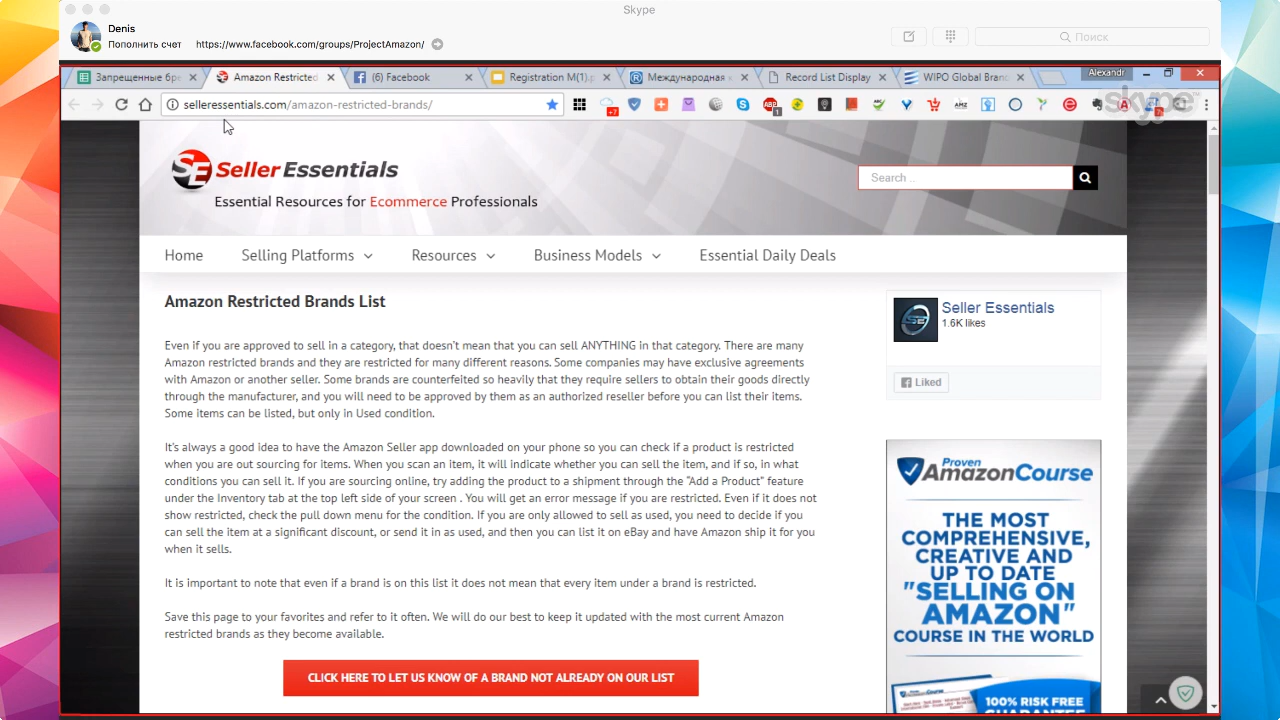 Skype
Denis
Пополнить счет https://www.facebook.com/groups/ProjectAmazon/
Поиск
Запрещенные бре
Amazon Restricted
(6) Facebook
Registration M(1).p
Международная к
Record List Display
WIPO Global Bran
Alexandr
selleressentials.com/amazon-restricted-brands/
skype™
SE Seller Essentials
Essential Resources for Ecommerce Professionals
Search ..
Home
Selling Platforms
Resources
Business Models
Essential Daily Deals
Amazon Restricted Brands List
Even if you are approved to sell in a category, that doesn't mean that you can sell ANYTHING in that category. There are many
Amazon restricted brands and they are restricted for many different reasons. Some companies may have exclusive agreements
with Amazon or another seller. Some brands are counterfeited so heavily that they require sellers to obtain their goods directly
through the manufacturer, and you will need to be approved by them as an authorized reseller before you can list their items.
Some items can be listed, but only in Used condition.
It's always a good idea to have the Amazon Seller app downloaded on your phone so you can check if a product is restricted
when you are out sourcing for items. When you scan an item, it will indicate whether you can sell the item, and if so, in what
conditions you can sell it. If you are sourcing online, try adding the product to a shipment through the "Add a Product" feature
under the Inventory tab at the top left side of your screen . You will get an error message if you are restricted. Even if it does not
show restricted, check the pull down menu for the condition. If you are only allowed to sell as used, you need to decide if you
can sell the item at a significant discount, or send it in as used, and then you can list it on eBay and have Amazon ship it for you
when it sells.
It is important to note that even if a brand is on this list it does not mean that every item under a brand is restricted.
Save this page to your favorites and refer to it often. We will do our best to keep it updated with the most current Amazon
restricted brands as they become available.
CLICK HERE TO LET US KNOW OF A BRAND NOT ALREADY ON OUR LIST
Seller Essentials
1.6K likes
Liked
PROVEN
AmazonCourse
THE MOST
COMPREHENSIVE,
CREATIVE AND
UP TO DATE
"SELLING ON
AMAZON"
COURSE IN THE WORLD
100% RISK FREE